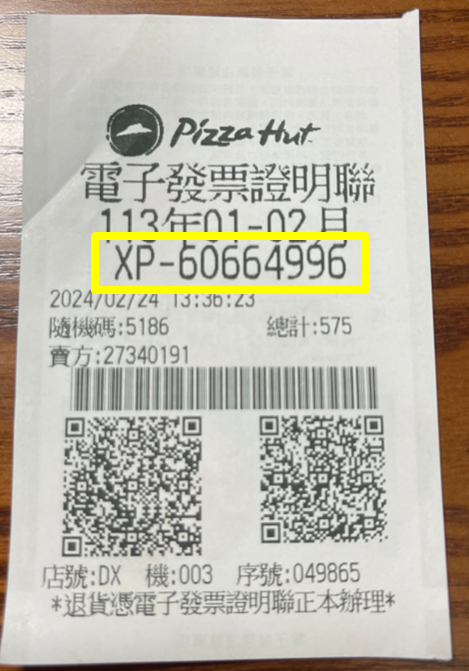 Pizza Hut
電子發票證明聯
113年01-02月
XP-60664996
2024/02/24 13:36:23
隨機碼:5186 總計:575
賣方:27340191
店號:DX 機:003 序號:049865
*退貨憑電子發票證明聯正本辦理*